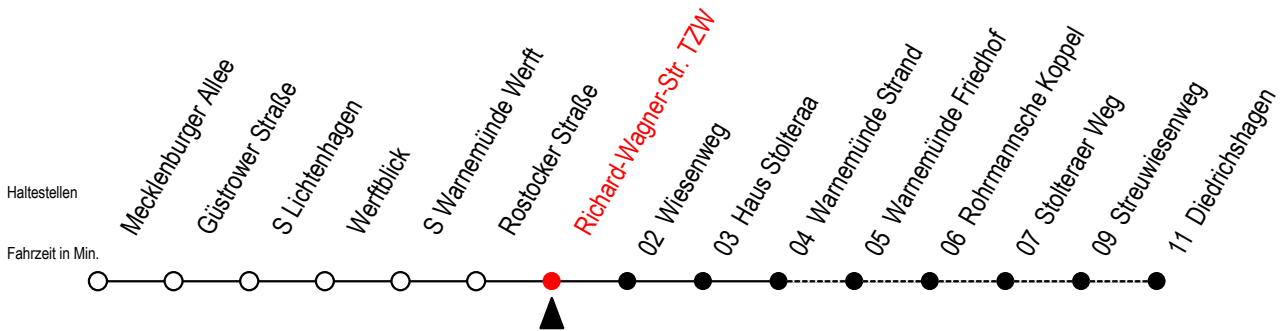 Haltestellen
Fahrzeit in Min.
Mecklenburger Allee
Güstrower Straße
S Lichtenhagen
Werftblick
S Warnemünde Werft
Rostocker Straße
Richard-Wagner-Str. TZW
02 Wiesenweg
03 Haus Stolteraa
04 Warnemünde Strand
05 Warnemünde Friedhof
06 Rohrmannsche Koppel
07 Stolteraer Weg
09 Streuwiesenweg
11 Diedrichshagen